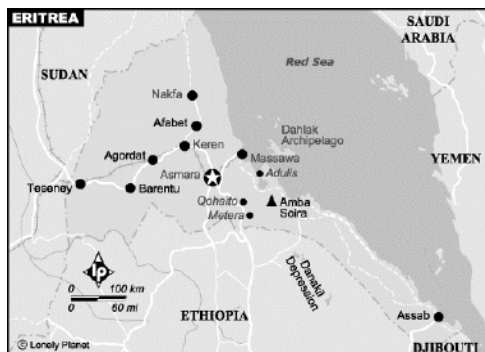 ERITREA
SAUDI
ARABIA
SUDAN
Red Sea
Nakfa
Afabet
Dahlak
Archipelago
Keren
Agordat
Massawa
YEMEN
Asmara
Adulis
Teseney
Barentu
Qohaito
Amba
Soira
Metera
lp
0 100 km
0 60 mi
Danakil
Depression
ETHIOPIA
Assab
© Lonely Planet
DJIBOUTI